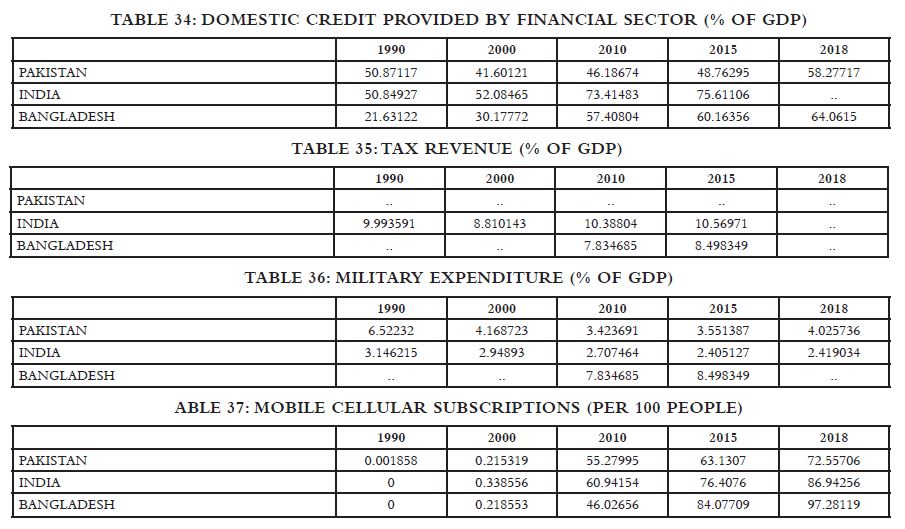 TABLE 34: DOMESTIC CREDIT PROVIDED BY FINANCIAL SECTOR (% OF GDP)
1990 2000 2010 2015 2018
PAKISTAN 50.87117 41.60121 46.18674 48.76295 58.27717
INDIA 50.84927 52.08465 73.41483 75.61106 ..
BANGLADESH 21.63122 30.17772 57.40804 60.16356 64.0615
TABLE 35: TAX REVENUE (% OF GDP)
1990 2000 2010 2015 2018
PAKISTAN .. .. .. .. ..
INDIA 9.993591 8.810143 10.38804 10.56971 ..
BANGLADESH .. .. 7.834685 8.498349 ..
TABLE 36: MILITARY EXPENDITURE (% OF GDP)
1990 2000 2010 2015 2018
PAKISTAN 6.52232 4.168723 3.423691 3.551387 4.025736
INDIA 3.146215 2.94893 2.707464 2.405127 2.419034
BANGLADESH .. .. 7.834685 8.498349 ..
ABLE 37: MOBILE CELLULAR SUBSCRIPTIONS (PER 100 PEOPLE)
1990 2000 2010 2015 2018
PAKISTAN 0.001858 0.215319 55.27995 63.1307 72.55706
INDIA 0 0.338556 60.94154 76.4076 86.94256
BANGLADESH 0 0.218553 46.02656 84.07709 97.28119